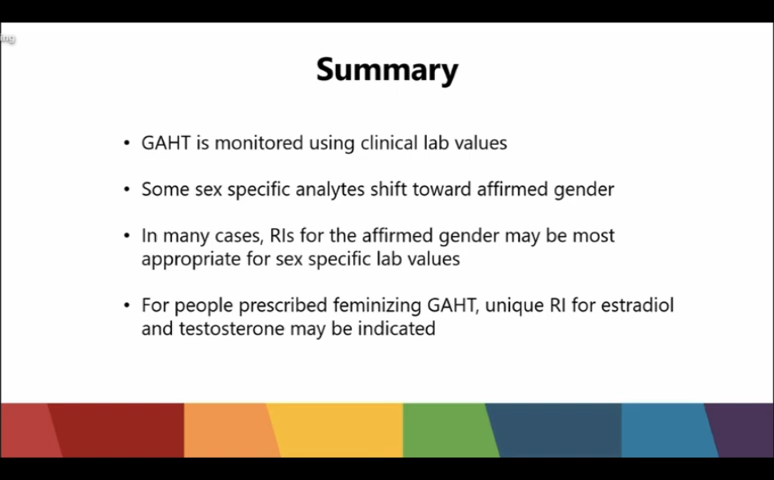 ing
Summary
• GAHT is monitored using clinical lab values
• Some sex specific analytes shift toward affirmed gender
• In many cases, RIs for the affirmed gender may be most
appropriate for sex specific lab values
• For people prescribed feminizing GAHT, unique RI for estradiol
and testosterone may be indicated